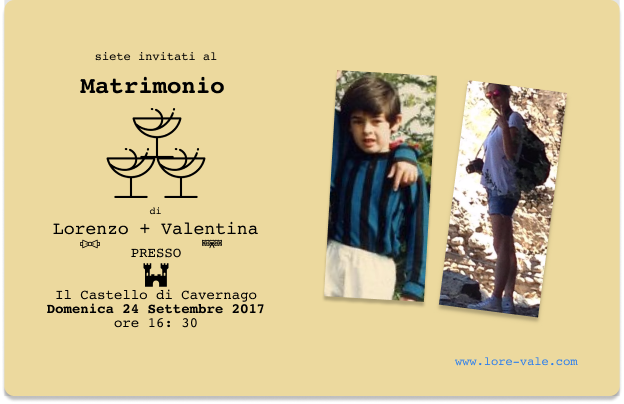 siete invitati al
Matrimonio
di
Lorenzo + Valentina
PRESSO
Il Castello di Cavernago
Domenica 24 Settembre 2017
ore 16: 30
www.lore-vale.com